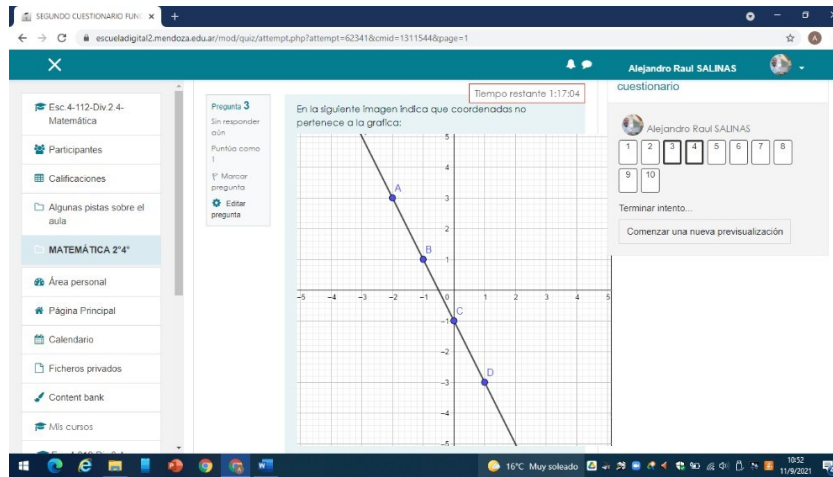 SEGUNDO CUESTIONARIO FUN
escueladigital2.mendoza.edu.ar/mod/quiz/attempt.php?attempt=62341&cmid=1311544&page=1
A
Alejandro Raul SALINAS
Esc.4-112-Div.2.4-
Matemática
Participantes
Calificaciones
Algunas pistas sobre el
aula
MATEMÁTICA 2°4°
Área personal
Página Principal
Calendario
Ficheros privados
Content bank
Mis cursos
Pregunta 3
Sin responder
aún
Puntúa como
1
Marcar
pregunta
Editar
pregunta
Tiempo restante 1:17:04
En la siguiente imagen indica que coordenadas no
pertenece a la grafica:
5
4
A
3
2
B
1
-5 -4 -3 -2 -1 0 1 2 3 4 5
C
-1
-2
D
-3
-4
-5
cuestionario
Alejandro Raul SALINAS
1 2 3 4 5 6 7 8
9 10
Terminar intento...
Comenzar una nueva previsualización
16°C Muy soleado
10:52
11/9/2021